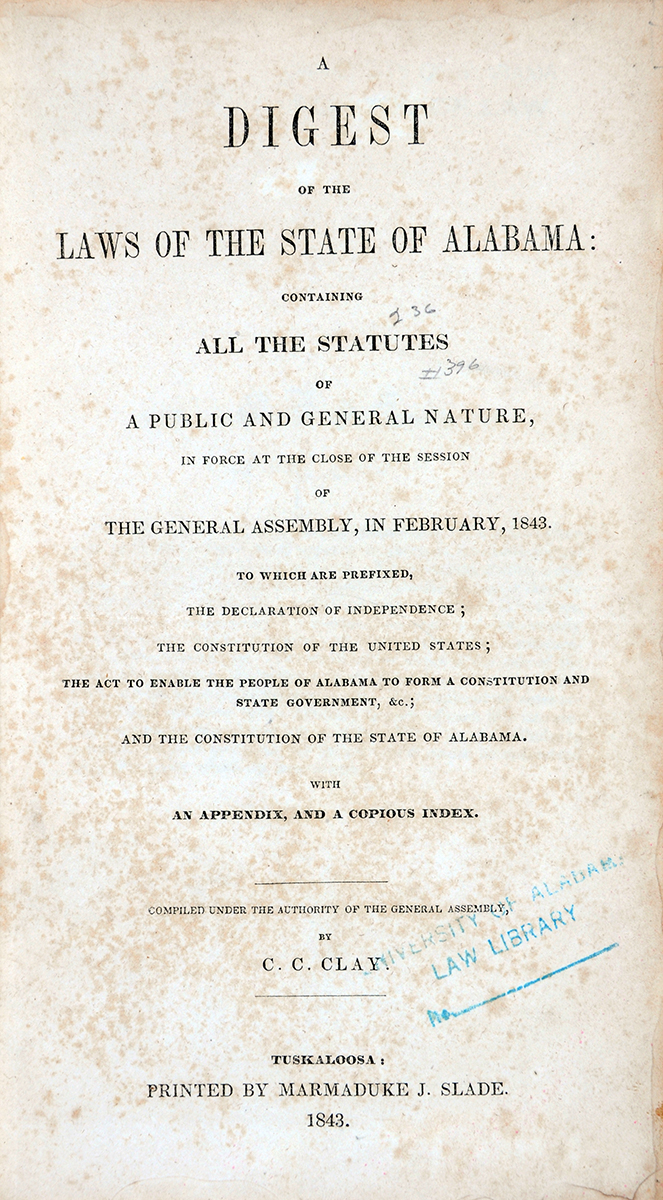 A
DIGEST
OF THE
LAWS OF THE STATE OF ALABAMA:
CONTAINING
ALL THE STATUTES
OF
A PUBLIC AND GENERAL NATURE,
IN FORCE AT THE CLOSE OF THE SESSION
OF
THE GENERAL ASSEMBLY, IN FEBRUARY, 1843.
TO WHICH ARE PREFIXED,
THE DECLARATION OF INDEPENDENCE;
THE CONSTITUTION OF THE UNITED STATES;
THE ACT TO ENABLE THE PEOPLE OF ALABAMA TO FORM A CONSTITUTION AND
STATE GOVERNMENT, &c.;
AND THE CONSTITUTION OF THE STATE OF ALABAMA.
WITH
AN APPENDIX, AND A COPIOUS INDEX.
COMPILED UNDER THE AUTHORITY OF THE GENERAL ASSEMBLY,
BY
C. C. CLAY.
UNIVERSITY OF ALABAMA
LAW LIBRARY
No.
TUSKALOOSA:
PRINTED BY MARMADUKE J. SLADE.
1843.